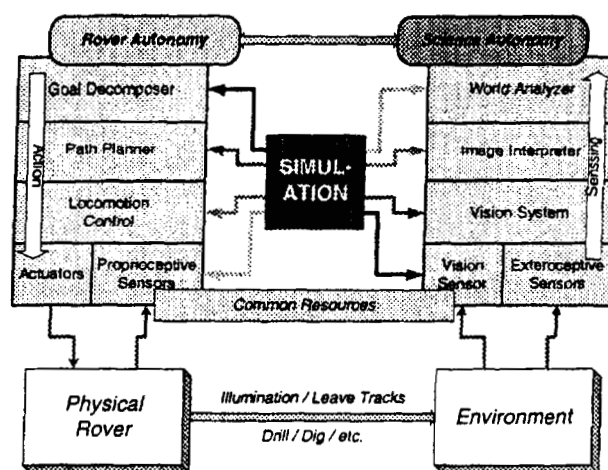 Rover Autonomy
Science Autonomy
Goal Decomposer
World Analyzer
Action
Path Planner
SIMUL-
ATION
Image Interpreter
Sensing
Locomotion
Control
Vision System
Actuators
Proprioceptive
Sensors
Vision
Sensor
Exteroceptive
Sensors
Common Resources
Physical
Rover
Illumination / Leave Tracks
Drill / Dig / etc.
Environment